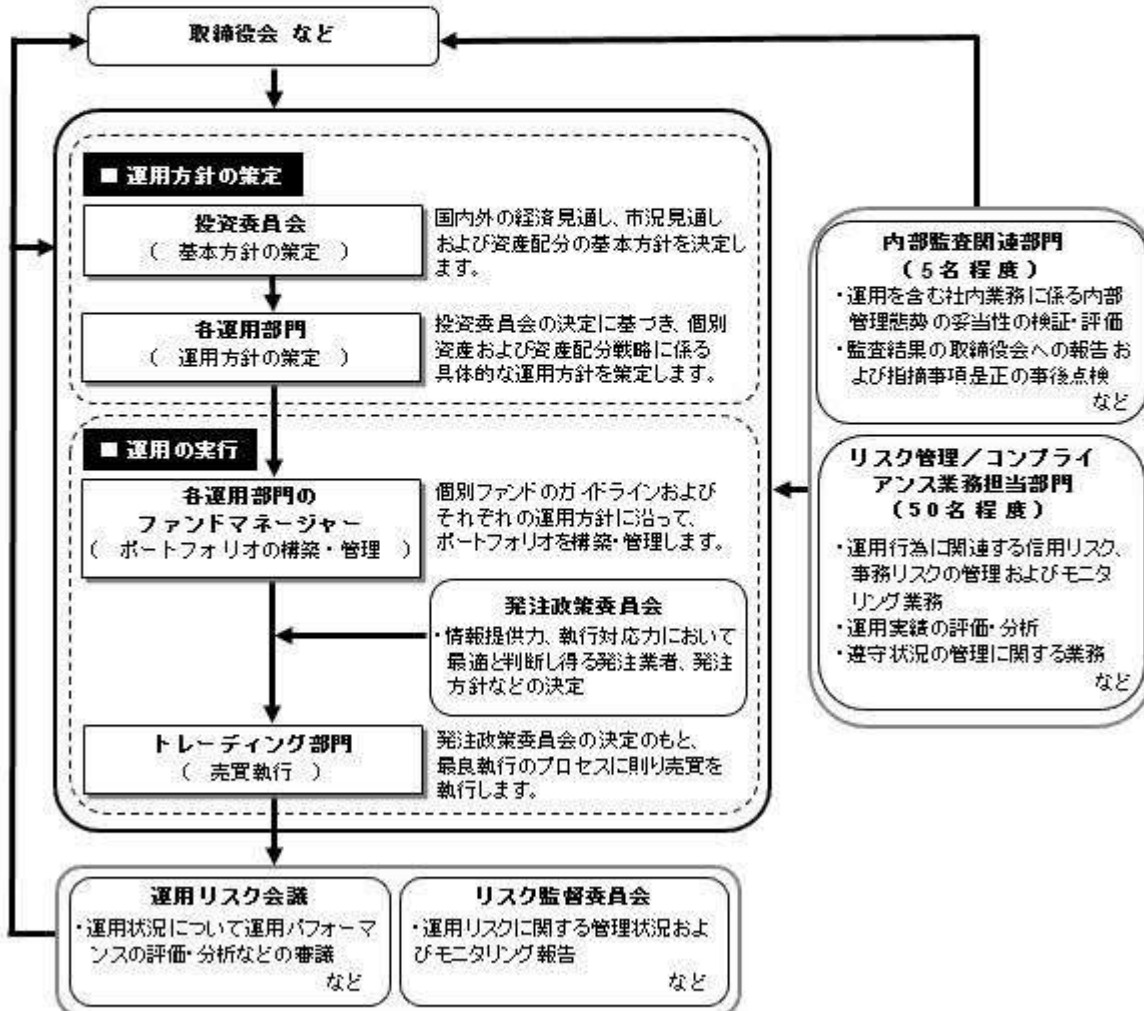 取締役会 など
■ 運用方針の策定
投資委員会
( 基本方針の策定 )
国内外の経済見通し、市況見通し
および資産配分の基本方針を決定し
ます。
各運用部門
( 運用方針の策定 )
投資委員会の決定に基づき、個別
資産および資産配分戦略に係る
具体的な運用方針を策定します。
■ 運用の実行
各運用部門の
ファンドマネージャー
( ポートフォリオの構築・管理 )
個別ファンドのガイドラインおよび
それぞれの運用方針に沿って、
ポートフォリオを構築・管理します。
発注政策委員会
・情報提供力、執行対応力において
最適と判断し得る発注業者、発注
方針などの決定
トレーディング部門
( 売買執行 )
発注政策委員会の決定のもと、
最良執行のプロセスに則り売買を
執行します。
内部監査関連部門
(5名程度)
・運用を含む社内業務に係る内部
管理態勢の妥当性の検証・評価
・監査結果の取締役会への報告お
よび指摘事項是正の事後点検
など
リスク管理/コンプライ
アンス業務担当部門
(50名程度)
・運用行為に関連する信用リスク、
事務リスクの管理およびモニタ
リング業務
・運用実績の評価・分析
・遵守状況の管理に関する業務
など
運用リスク会議
・運用状況について運用パフォーマ
ンスの評価・分析などの審議
など
リスク監督委員会
・運用リスクに関する管理状況およ
びモニタリング報告
など